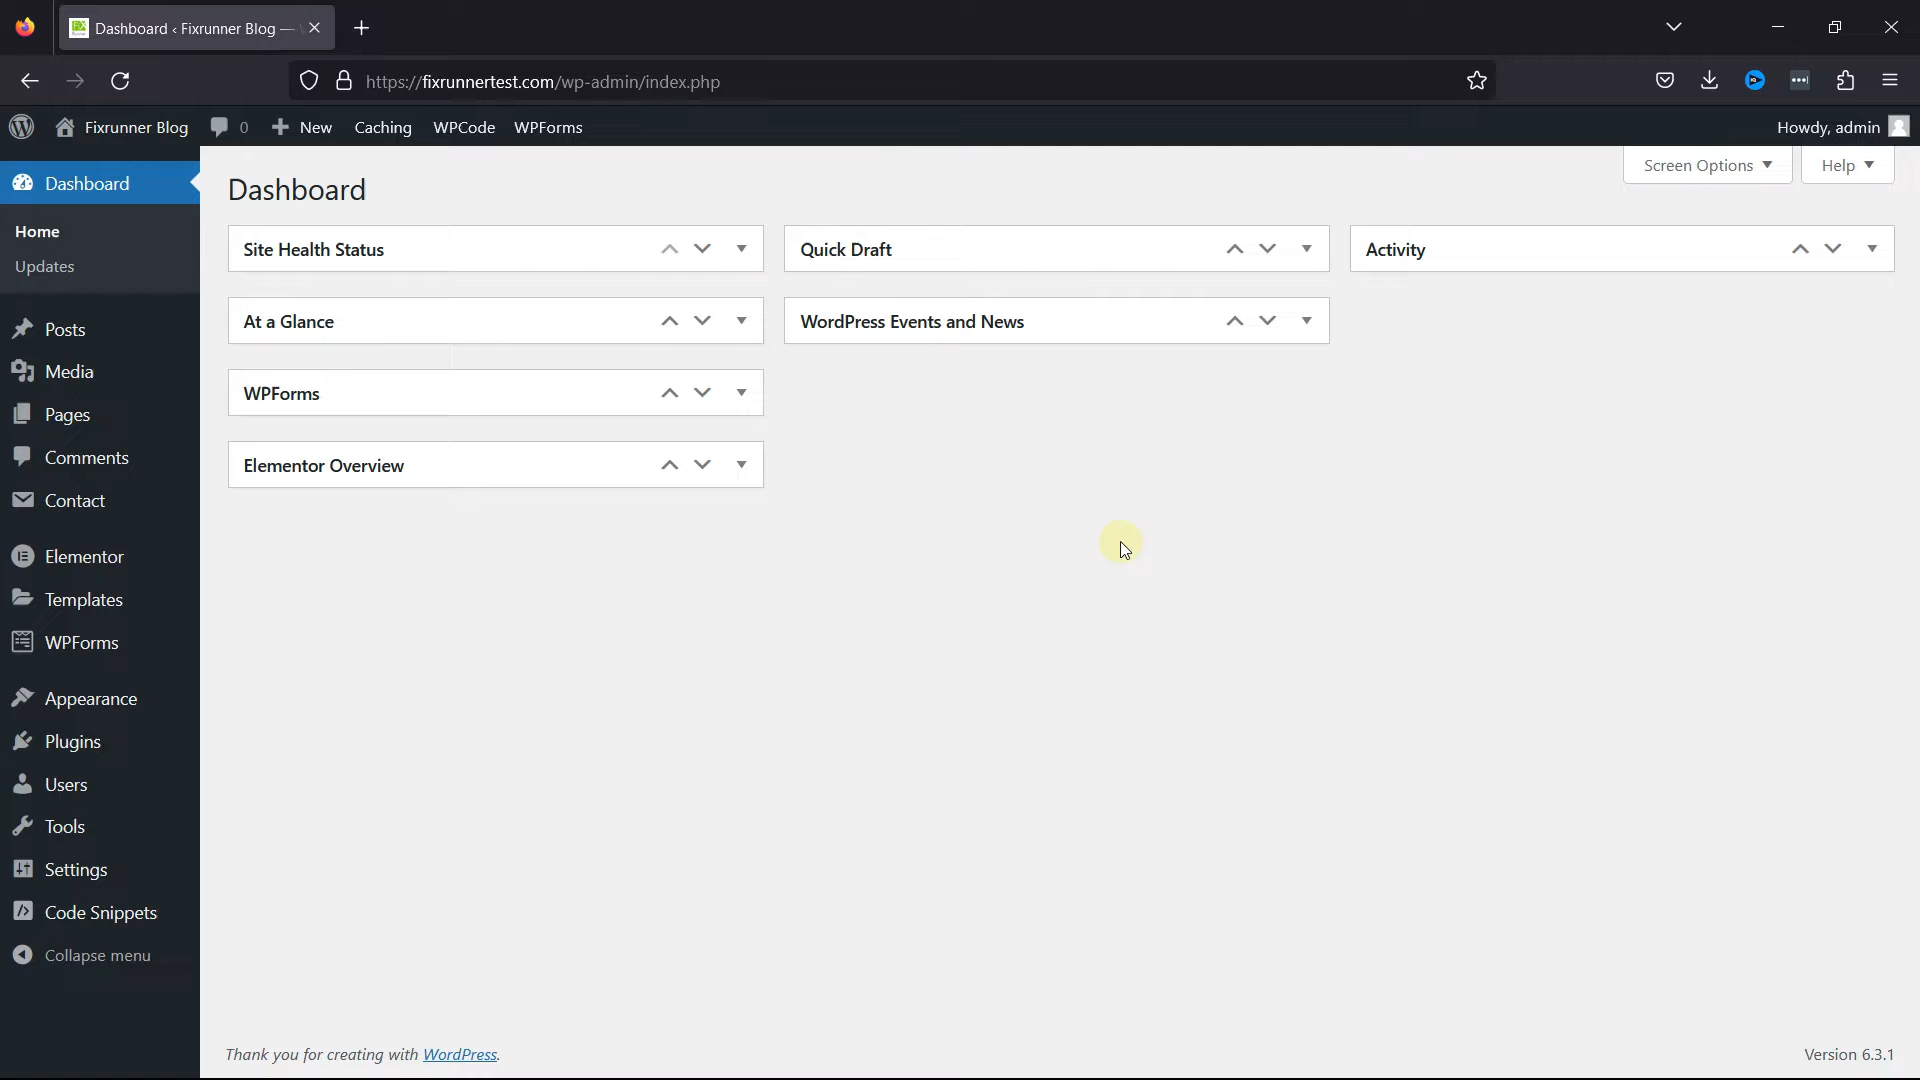 Dashboard ‹ Fixrunner Blog —
https://fixrunnertest.com/wp-admin/index.php
Fixrunner Blog 0 New Caching WPCode WPForms Howdy, admin
Screen Options Help
Dashboard
Home
Updates
Posts
Media
Pages
Comments
Contact
Elementor
Templates
WPForms
Appearance
Plugins
Users
Tools
Settings
Code Snippets
Collapse menu
Dashboard
Site Health Status
At a Glance
WPForms
Elementor Overview
Quick Draft
WordPress Events and News
Activity
Thank you for creating with WordPress.
Version 6.3.1